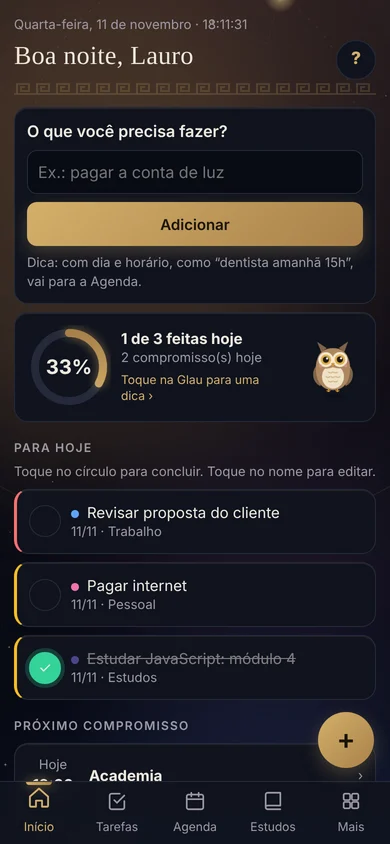 Quarta-feira, 11 de novembro · 18:11:31
Boa noite, Lauro
?
O que você precisa fazer?
Ex.: pagar a conta de luz
Adicionar
Dica: com dia e horário, como “dentista amanhã 15h”,
vai para a Agenda.
33%
1 de 3 feitas hoje
2 compromisso(s) hoje
Toque na Glau para uma
dica ›
PARA HOJE
Toque no círculo para concluir. Toque no nome para editar.
Revisar proposta do cliente
11/11 · Trabalho
Pagar internet
11/11 · Pessoal
Estudar JavaScript: módulo 4
11/11 · Estudos
PRÓXIMO COMPROMISSO
+
Hoje
Academia
›
Início
Tarefas
Agenda
Estudos
Mais